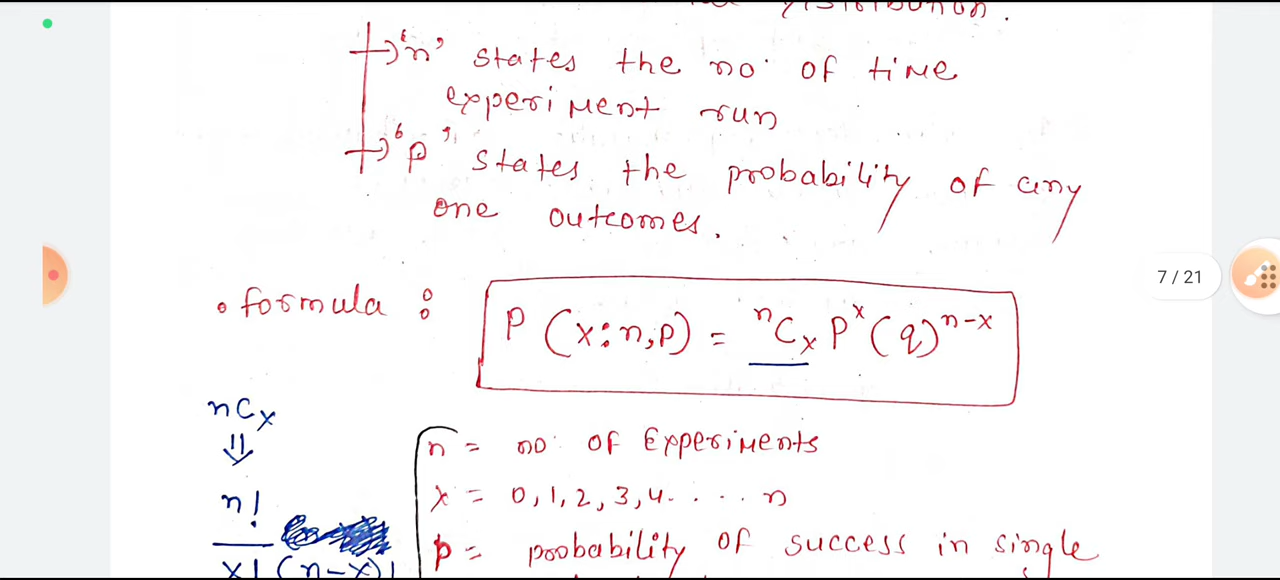 'n' states the no. of time
experiment run
'p' states the probability of any
one outcomes.
7 / 21
• formula :
P (x:n,p) = ⁿCₓ Pˣ (q)ⁿ⁻ˣ
nCx
⇓
n!
x! (n-x)!
n = no. of Experiments
x = 0, 1, 2, 3, 4. . . . . n
p = probability of success in single